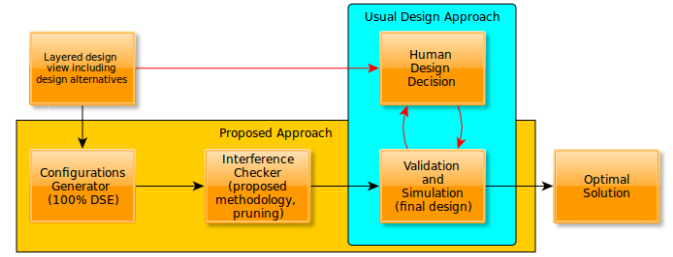 Usual Design Approach
Layered design
view including
design alternatives
Human
Design
Decision
Proposed Approach
Configurations
Generator
(100% DSE)
Interference
Checker
(proposed
methodology,
pruning)
Validation
and
Simulation
(final design)
Optimal
Solution